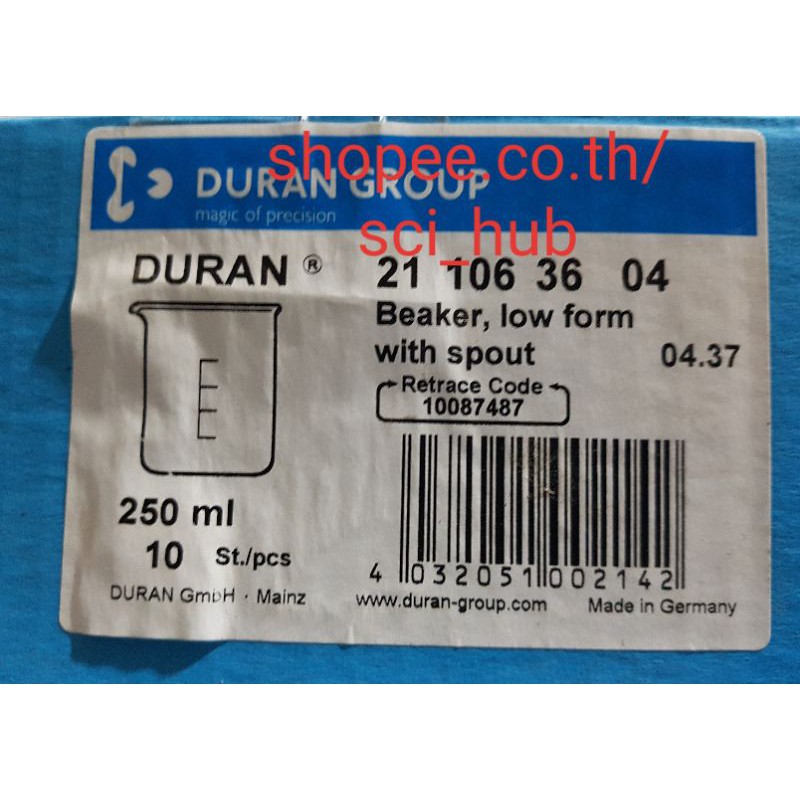 shopee.co.th/
sci_hub
DURAN GROUP
magic of precision
DURAN ®
21 106 36 04
Beaker, low form
with spout 04.37
Retrace Code
10087487
250 ml
10 St./pcs
4 032051 002142
DURAN GmbH · Mainz
www.duran-group.com
Made in Germany